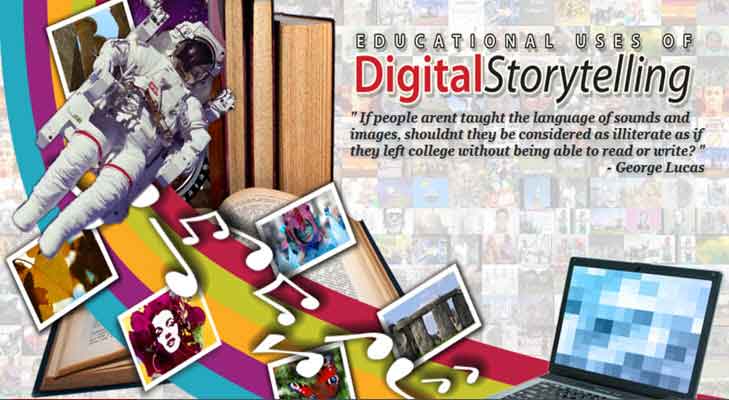 EDUCATIONAL USES OF
DigitalStorytelling
" If people arent taught the language of sounds and
images, shouldnt they be considered as illiterate as if
they left college without being able to read or write? "
- George Lucas